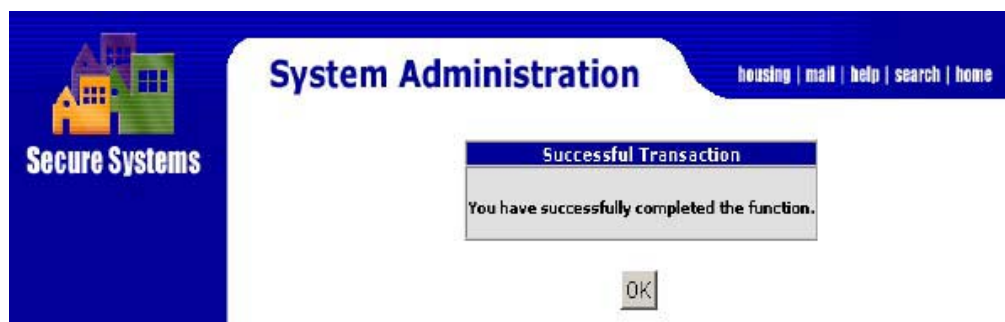 System Administration
housing | mail | help | search | home
Secure Systems
Successful Transaction
You have successfully completed the function.
OK